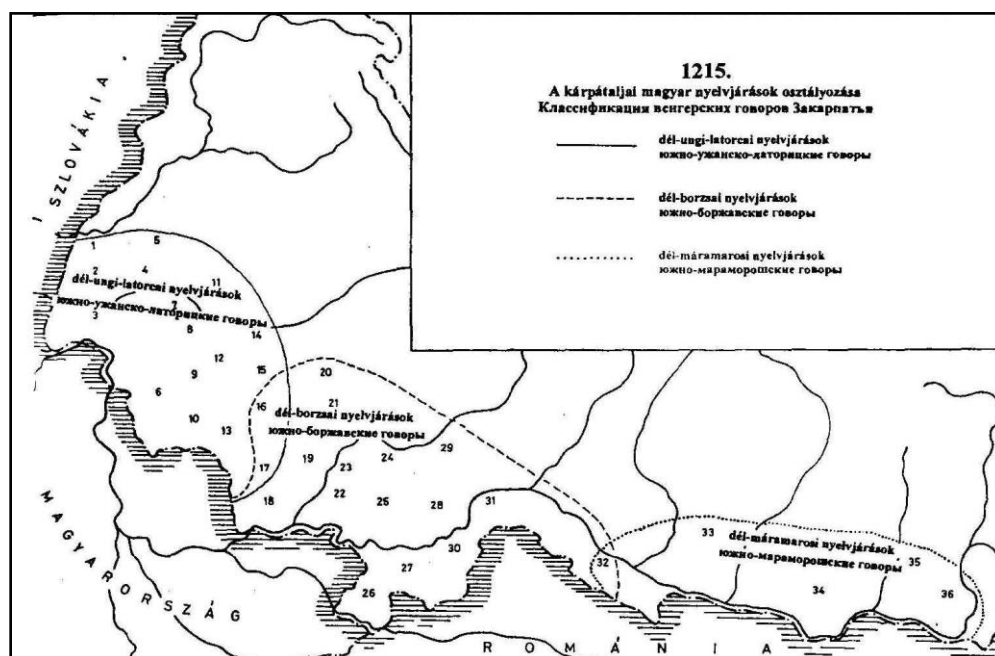 1215.
A kárpátaljai magyar nyelvjárások osztályozása
Классификация венгерских говоров Закарпатья
dél-ungi-latorcai nyelvjárások
южно-ужанско-латорицкие говоры
dél-borzsai nyelvjárások
южно-боржавские говоры
dél-máramarosi nyelvjárások
южно-мараморошские говоры
SZLOVÁKIA
1
5
2
4
11
dél-ungi-latorcai nyelvjárások
7
южно-ужанско-латорицкие говоры
3
8
14
12
15
20
9
6
16
21
dél-borzsai nyelvjárások
10
13
южно-боржавские говоры
29
19
24
17
23
22
18
25
28
31
30
33
dél-máramarosi nyelvjárások
35
южно-мараморошские говоры
32
27
26
34
36
MAGYARORSZÁG
ROMÁNIA